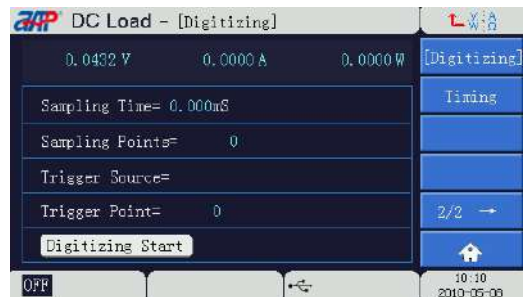 DC Load - [Digitizing]
0.0432 V 0.0000 A 0.0000 W
Sampling Time= 0.000mS
Sampling Points= 0
Trigger Source=
Trigger Point= 0
Digitizing Start
OFF
[Digitizing]
Timing
2/2 →
10:10
2010-05-08